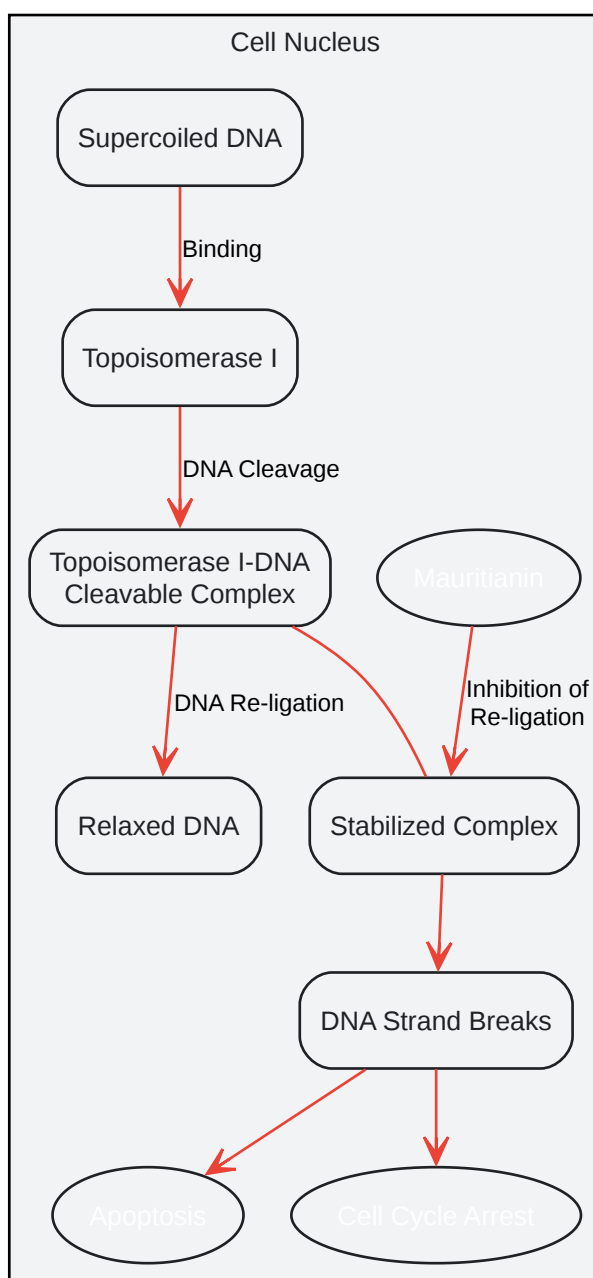 Cell Nucleus
Supercoiled DNA
Binding
Topoisomerase I
DNA Cleavage
Topoisomerase I-DNA
Cleavable Complex
Mauritianin
DNA Re-ligation
Inhibition of
Re-ligation
Relaxed DNA
Stabilized Complex
DNA Strand Breaks
Apoptosis
Cell Cycle Arrest